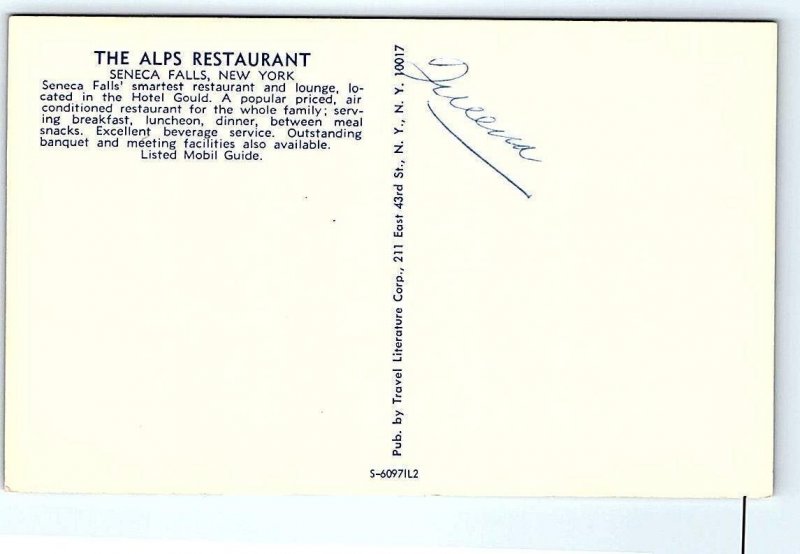 THE ALPS RESTAURANT
SENECA FALLS, NEW YORK
Seneca Falls' smartest restaurant and lounge, lo-
cated in the Hotel Gould. A popular priced, air
conditioned restaurant for the whole family; serv-
ing breakfast, luncheon, dinner, between meal
snacks. Excellent beverage service. Outstanding
banquet and meeting facilities also available.
Listed Mobil Guide.
Pub. by Travel Literature Corp., 211 East 43rd St., N. Y., N. Y. 10017
S-60971L2